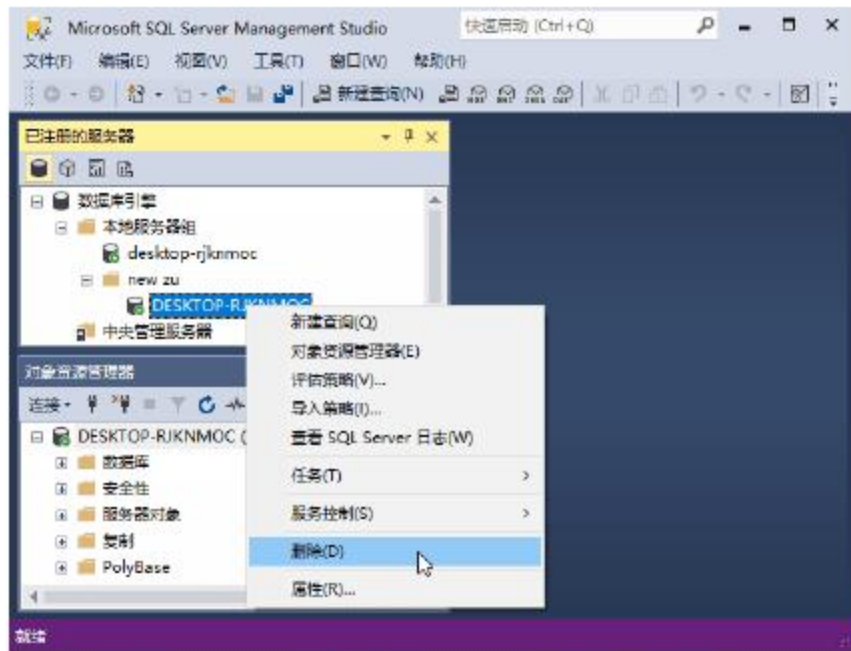 Microsoft SQL Server Management Studio
快速启动 (Ctrl+Q)
文件(F) 编辑(E) 视图(V) 工具(T) 窗口(W) 帮助(H)
新建查询(N)
已注册的服务器
数据库引擎
本地服务器组
desktop-rjknmoc
new zu
DESKTOP-RJKNMOC
中央管理服务器
新建查询(Q)
对象资源管理器(E)
评估策略(V)...
导入策略(I)...
查看 SQL Server 日志(W)
任务(T)
服务控制(S)
删除(D)
属性(R)...
对象资源管理器
连接
DESKTOP-RJKNMOC (
数据库
安全性
服务器对象
复制
PolyBase
就绪